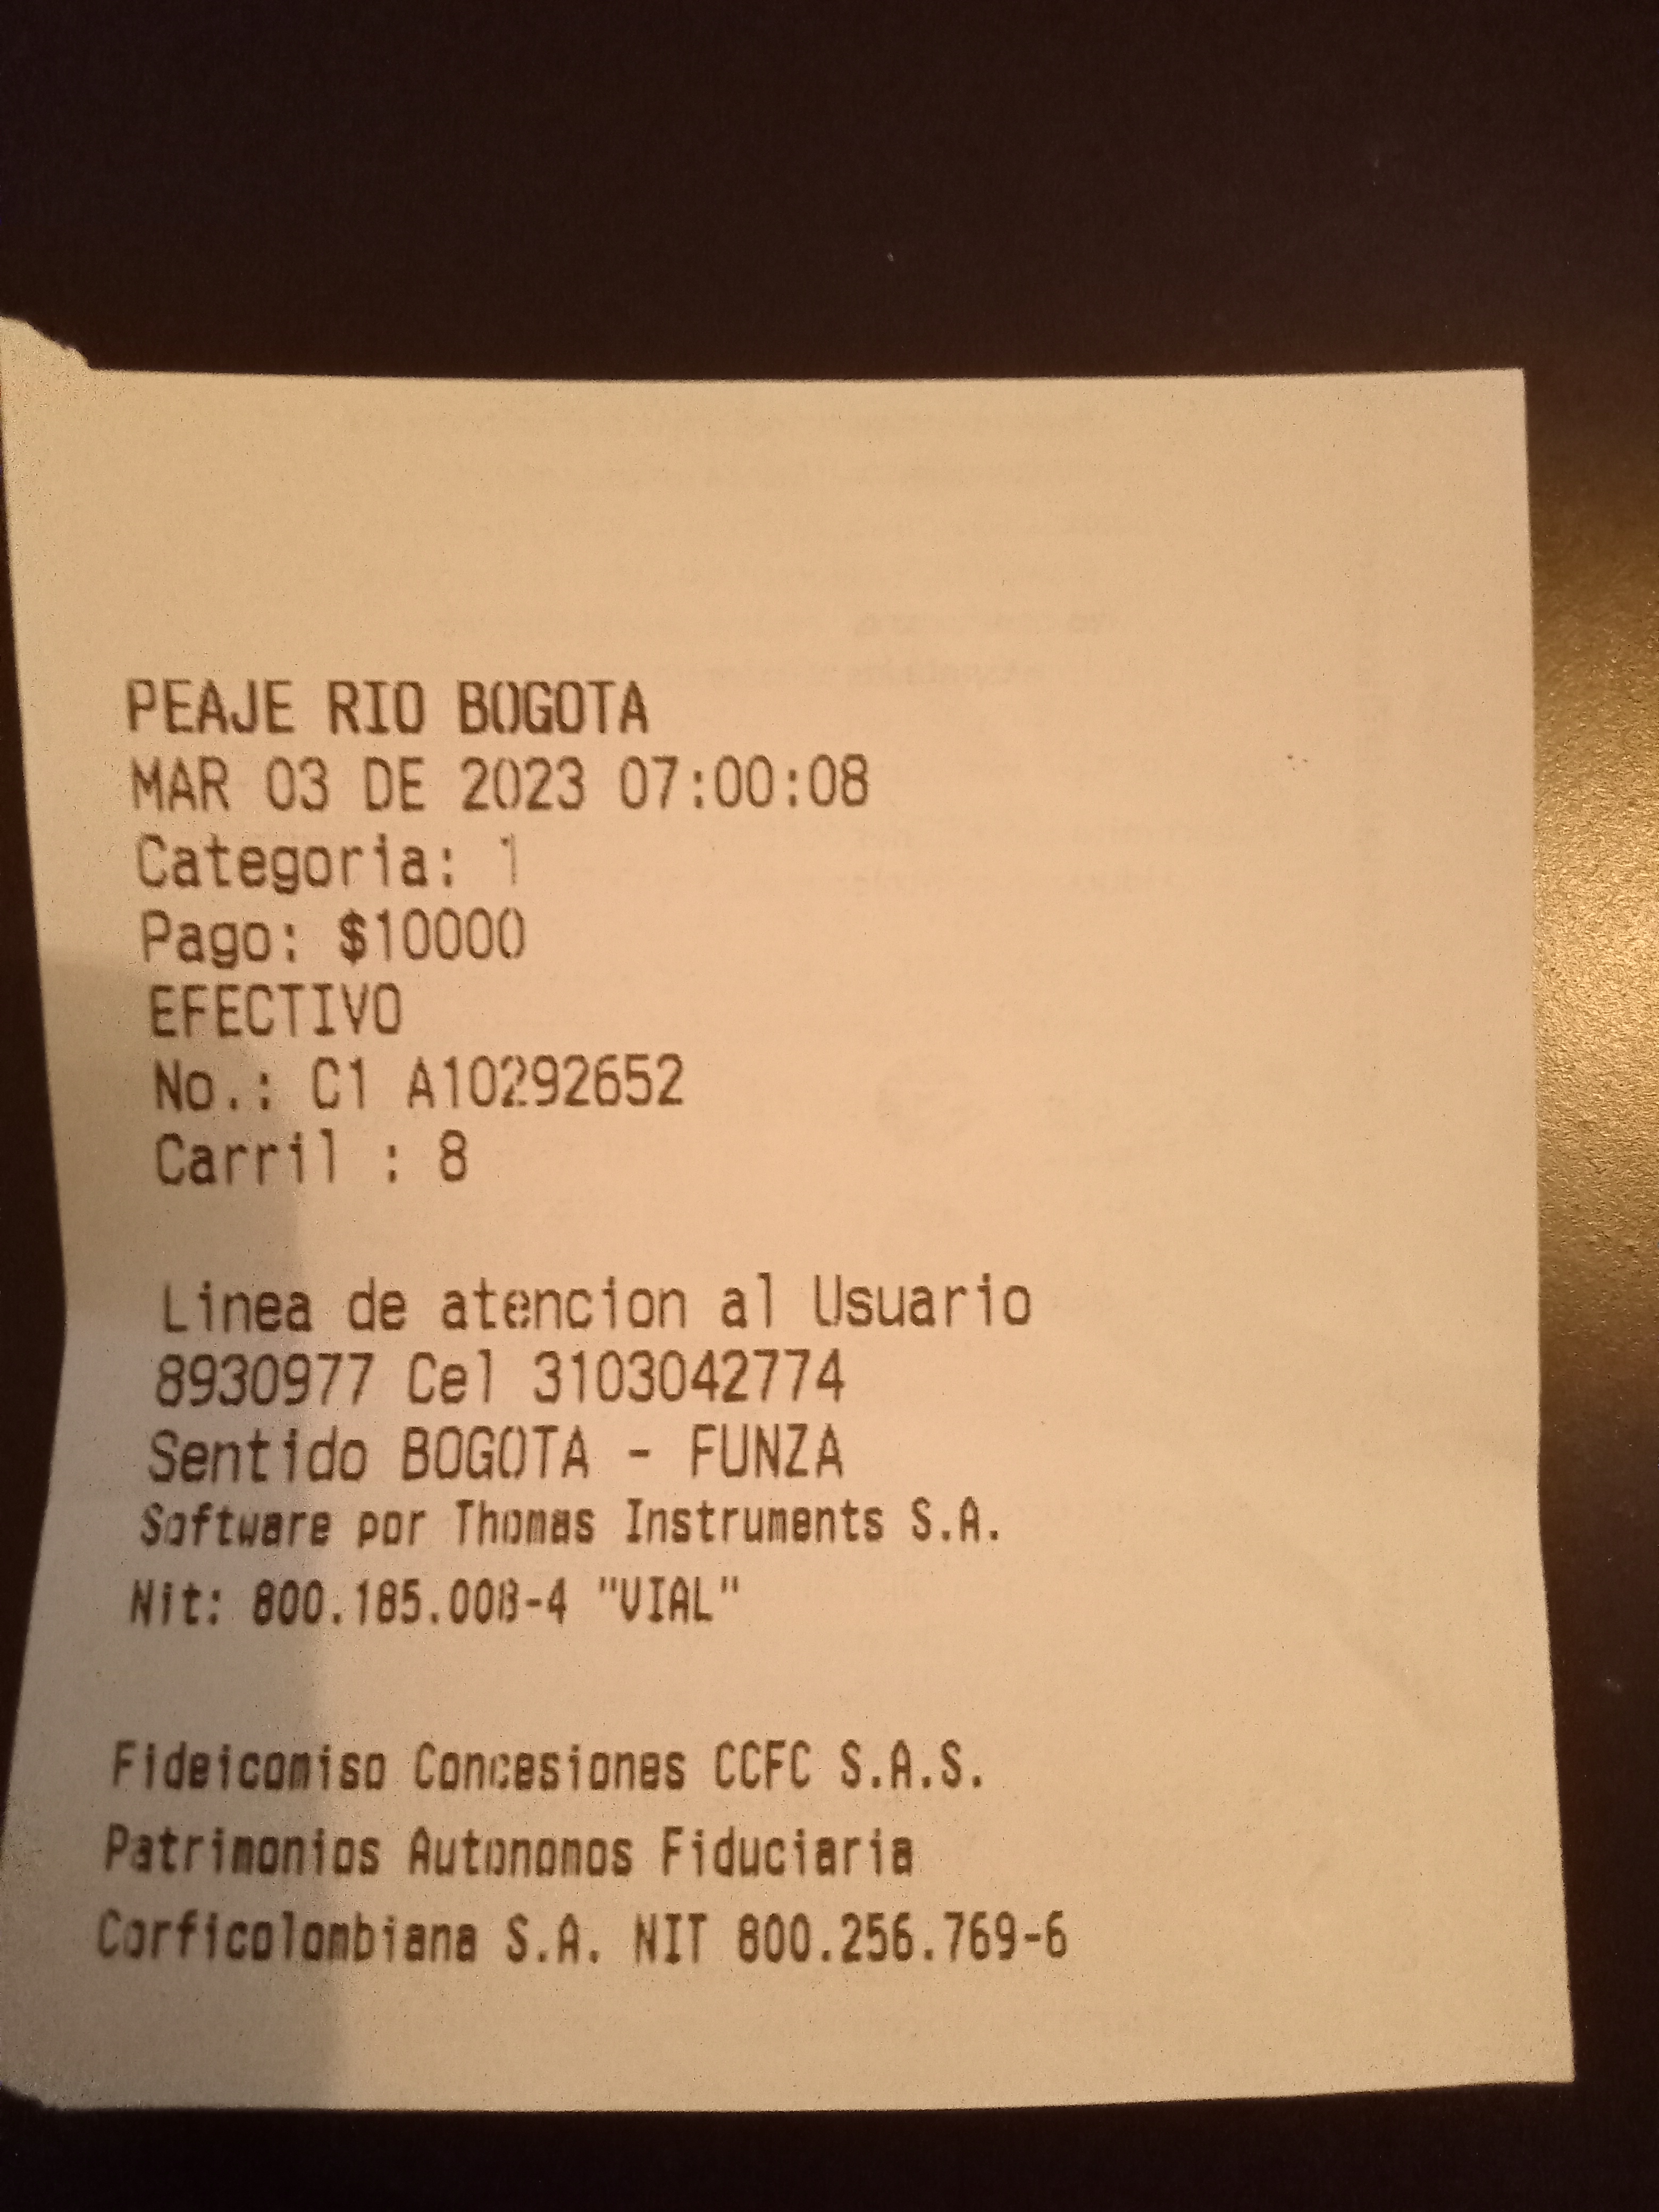 PEAJE RIO BOGOTA
MAR 03 DE 2023 07:00:08
Categoria: 1
Pago: $10000
EFECTIVO
No.: C1 A10292652
Carril : 8
Linea de atencion al Usuario
8930977 Cel 3103042774
Sentido BOGOTA - FUNZA
Software por Thomas Instruments S.A.
Nit: 800.185.008-4 "VIAL"
Fideicomiso Concesiones CCFC S.A.S.
Patrimonios Autonomos Fiduciaria
Corficolombiana S.A. NIT 800.256.769-6